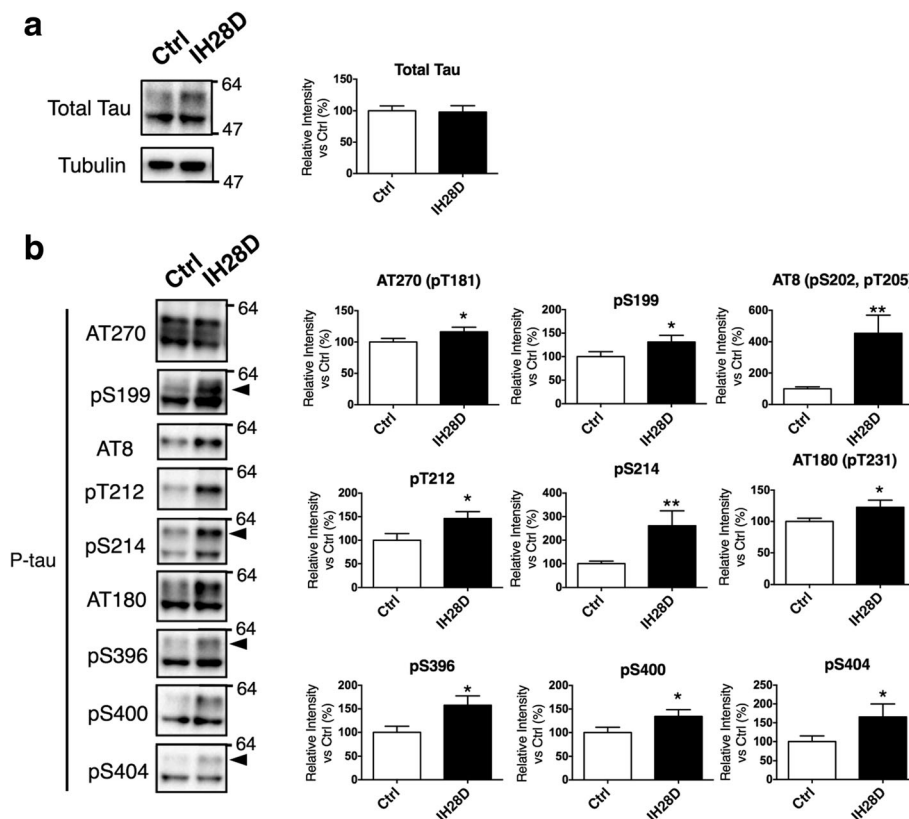 a
Ctrl
IH28D
Total Tau
64
47
Tubulin
47
Total Tau
Relative Intensity
vs Ctrl (%)
150
100
50
0
Ctrl
IH28D
b
Ctrl
IH28D
P-tau
AT270
64
pS199
64
AT8
64
pT212
64
pS214
64
AT180
64
pS396
64
pS400
64
pS404
64
AT270 (pT181)
Relative Intensity
vs Ctrl (%)
150
100
50
0
*
Ctrl
IH28D
pS199
Relative Intensity
vs Ctrl (%)
200
150
100
50
0
*
Ctrl
IH28D
AT8 (pS202, pT205)
Relative Intensity
vs Ctrl (%)
600
400
200
0
**
Ctrl
IH28D
pT212
Relative Intensity
vs Ctrl (%)
200
150
100
50
0
*
Ctrl
IH28D
pS214
Relative Intensity
vs Ctrl (%)
400
300
200
100
0
**
Ctrl
IH28D
AT180 (pT231)
Relative Intensity
vs Ctrl (%)
150
100
50
0
*
Ctrl
IH28D
pS396
Relative Intensity
vs Ctrl (%)
200
150
100
50
0
*
Ctrl
IH28D
pS400
Relative Intensity
vs Ctrl (%)
200
150
100
50
0
*
Ctrl
IH28D
pS404
Relative Intensity
vs Ctrl (%)
250
200
150
100
50
0
*
Ctrl
IH28D